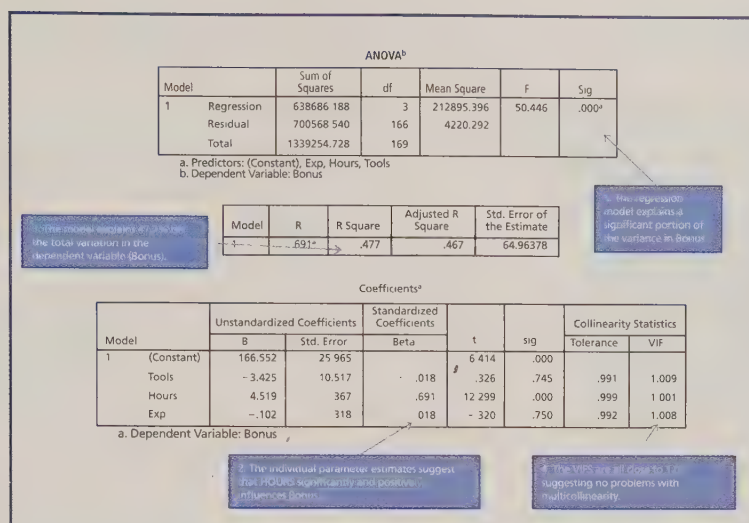 ANOVAb
Model Sum of Squares df Mean Square F Sig
1 Regression 638686 188 3 212895.396 50.446 .000a
Residual 700568 540 166 4220.292
Total 1339254.728 169
a. Predictors: (Constant), Exp, Hours, Tools
b. Dependent Variable: Bonus
regression
model explains a
significant portion of
the variance in Bonus
the total variation in the
dependent variable (Bonus).
Model R R Square Adjusted R Square Std. Error of the Estimate
1 .691a .477 .467 64.96378
Coefficientsa
Model Unstandardized Coefficients Standardized Coefficients t sig Collinearity Statistics
B Std. Error Beta Tolerance VIF
1 (Constant) 166.552 25 965 6 414 .000
Tools - 3.425 10.517 - .018 .326 .745 .991 1.009
Hours 4.519 367 .691 12 299 .000 .999 1 001
Exp -.102 318 018 - .320 .750 .992 1.008
a. Dependent Variable: Bonus
2. The individual parameter estimates suggest
that HOURS significantly and positively
influences Bonus.
4. The VIFS are all close to 1.0
suggesting no problems with
multicollinearity.